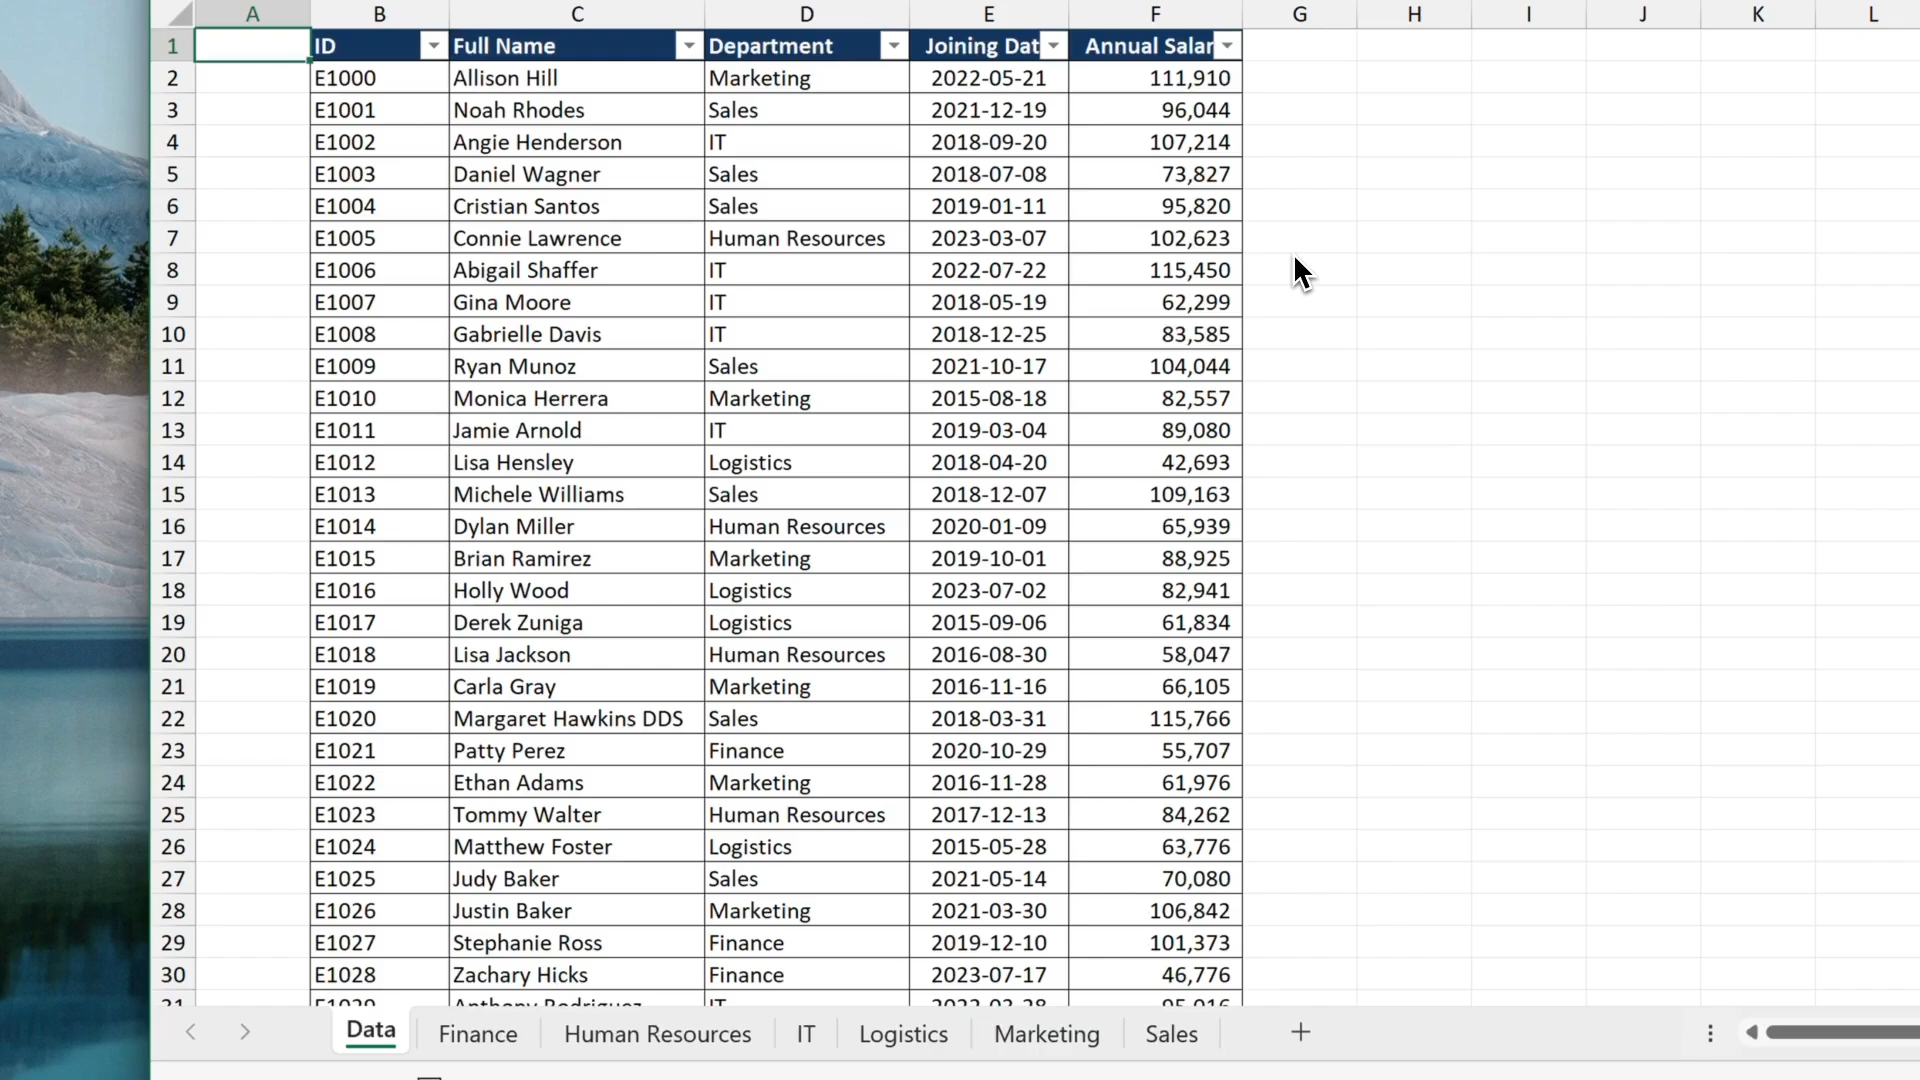 A B C D E F G H I J K L
1 ID Full Name Department Joining Dat Annual Salar
2 E1000 Allison Hill Marketing 2022-05-21 111,910
3 E1001 Noah Rhodes Sales 2021-12-19 96,044
4 E1002 Angie Henderson IT 2018-09-20 107,214
5 E1003 Daniel Wagner Sales 2018-07-08 73,827
6 E1004 Cristian Santos Sales 2019-01-11 95,820
7 E1005 Connie Lawrence Human Resources 2023-03-07 102,623
8 E1006 Abigail Shaffer IT 2022-07-22 115,450
9 E1007 Gina Moore IT 2018-05-19 62,299
10 E1008 Gabrielle Davis IT 2018-12-25 83,585
11 E1009 Ryan Munoz Sales 2021-10-17 104,044
12 E1010 Monica Herrera Marketing 2015-08-18 82,557
13 E1011 Jamie Arnold IT 2019-03-04 89,080
14 E1012 Lisa Hensley Logistics 2018-04-20 42,693
15 E1013 Michele Williams Sales 2018-12-07 109,163
16 E1014 Dylan Miller Human Resources 2020-01-09 65,939
17 E1015 Brian Ramirez Marketing 2019-10-01 88,925
18 E1016 Holly Wood Logistics 2023-07-02 82,941
19 E1017 Derek Zuniga Logistics 2015-09-06 61,834
20 E1018 Lisa Jackson Human Resources 2016-08-30 58,047
21 E1019 Carla Gray Marketing 2016-11-16 66,105
22 E1020 Margaret Hawkins DDS Sales 2018-03-31 115,766
23 E1021 Patty Perez Finance 2020-10-29 55,707
24 E1022 Ethan Adams Marketing 2016-11-28 61,976
25 E1023 Tommy Walter Human Resources 2017-12-13 84,262
26 E1024 Matthew Foster Logistics 2015-05-28 63,776
27 E1025 Judy Baker Sales 2021-05-14 70,080
28 E1026 Justin Baker Marketing 2021-03-30 106,842
29 E1027 Stephanie Ross Finance 2019-12-10 101,373
30 E1028 Zachary Hicks Finance 2023-07-17 46,776
31 E1029 Anthony Rodriguez IT
Data Finance Human Resources IT Logistics Marketing Sales